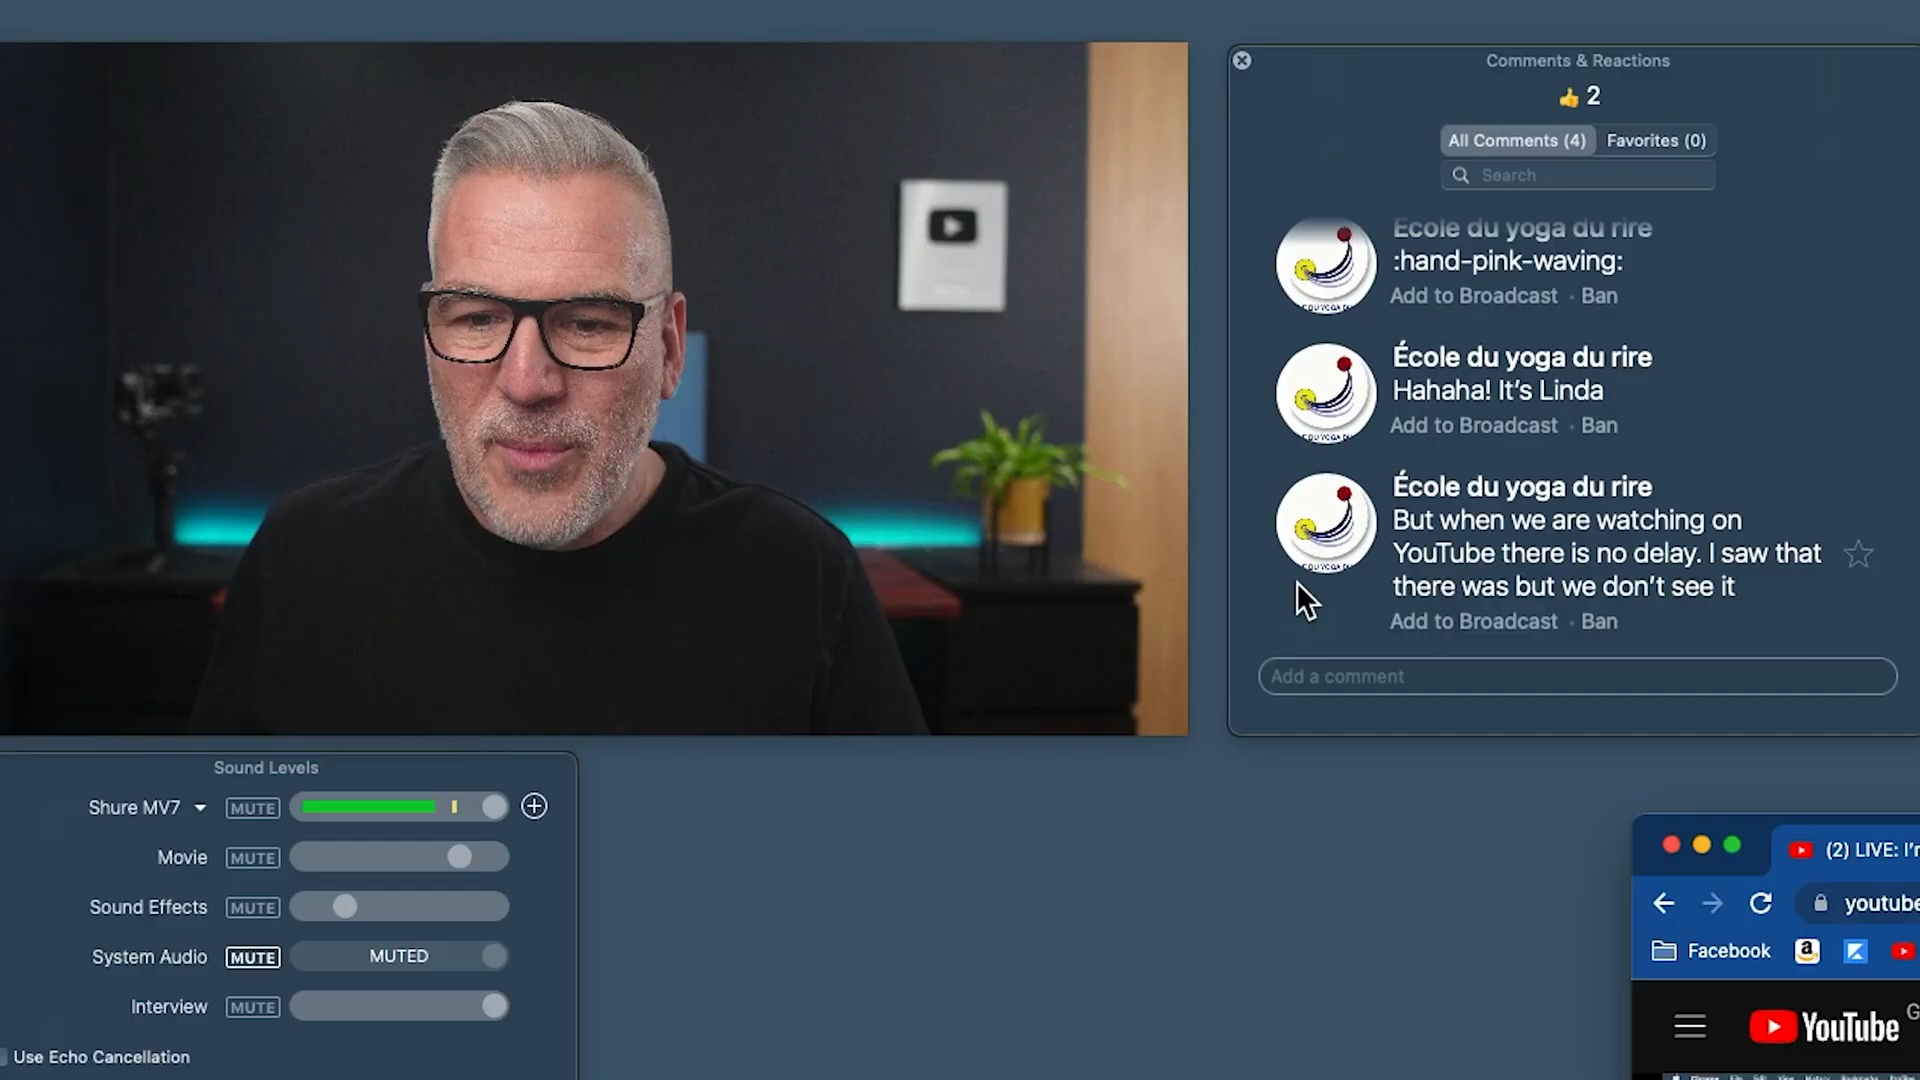 Comments & Reactions
👍 2
All Comments (4) Favorites (0)
Search
École du yoga du rire
:hand-pink-waving:
Add to Broadcast · Ban
École du yoga du rire
Hahaha! It's Linda
Add to Broadcast · Ban
École du yoga du rire
But when we are watching on
YouTube there is no delay. I saw that
there was but we don't see it
Add to Broadcast · Ban
Add a comment
Sound Levels
Shure MV7 MUTE
Movie MUTE
Sound Effects MUTE
System Audio MUTE MUTED
Interview MUTE
Use Echo Cancellation
(2) LIVE: I'
youtube
Facebook
YouTube